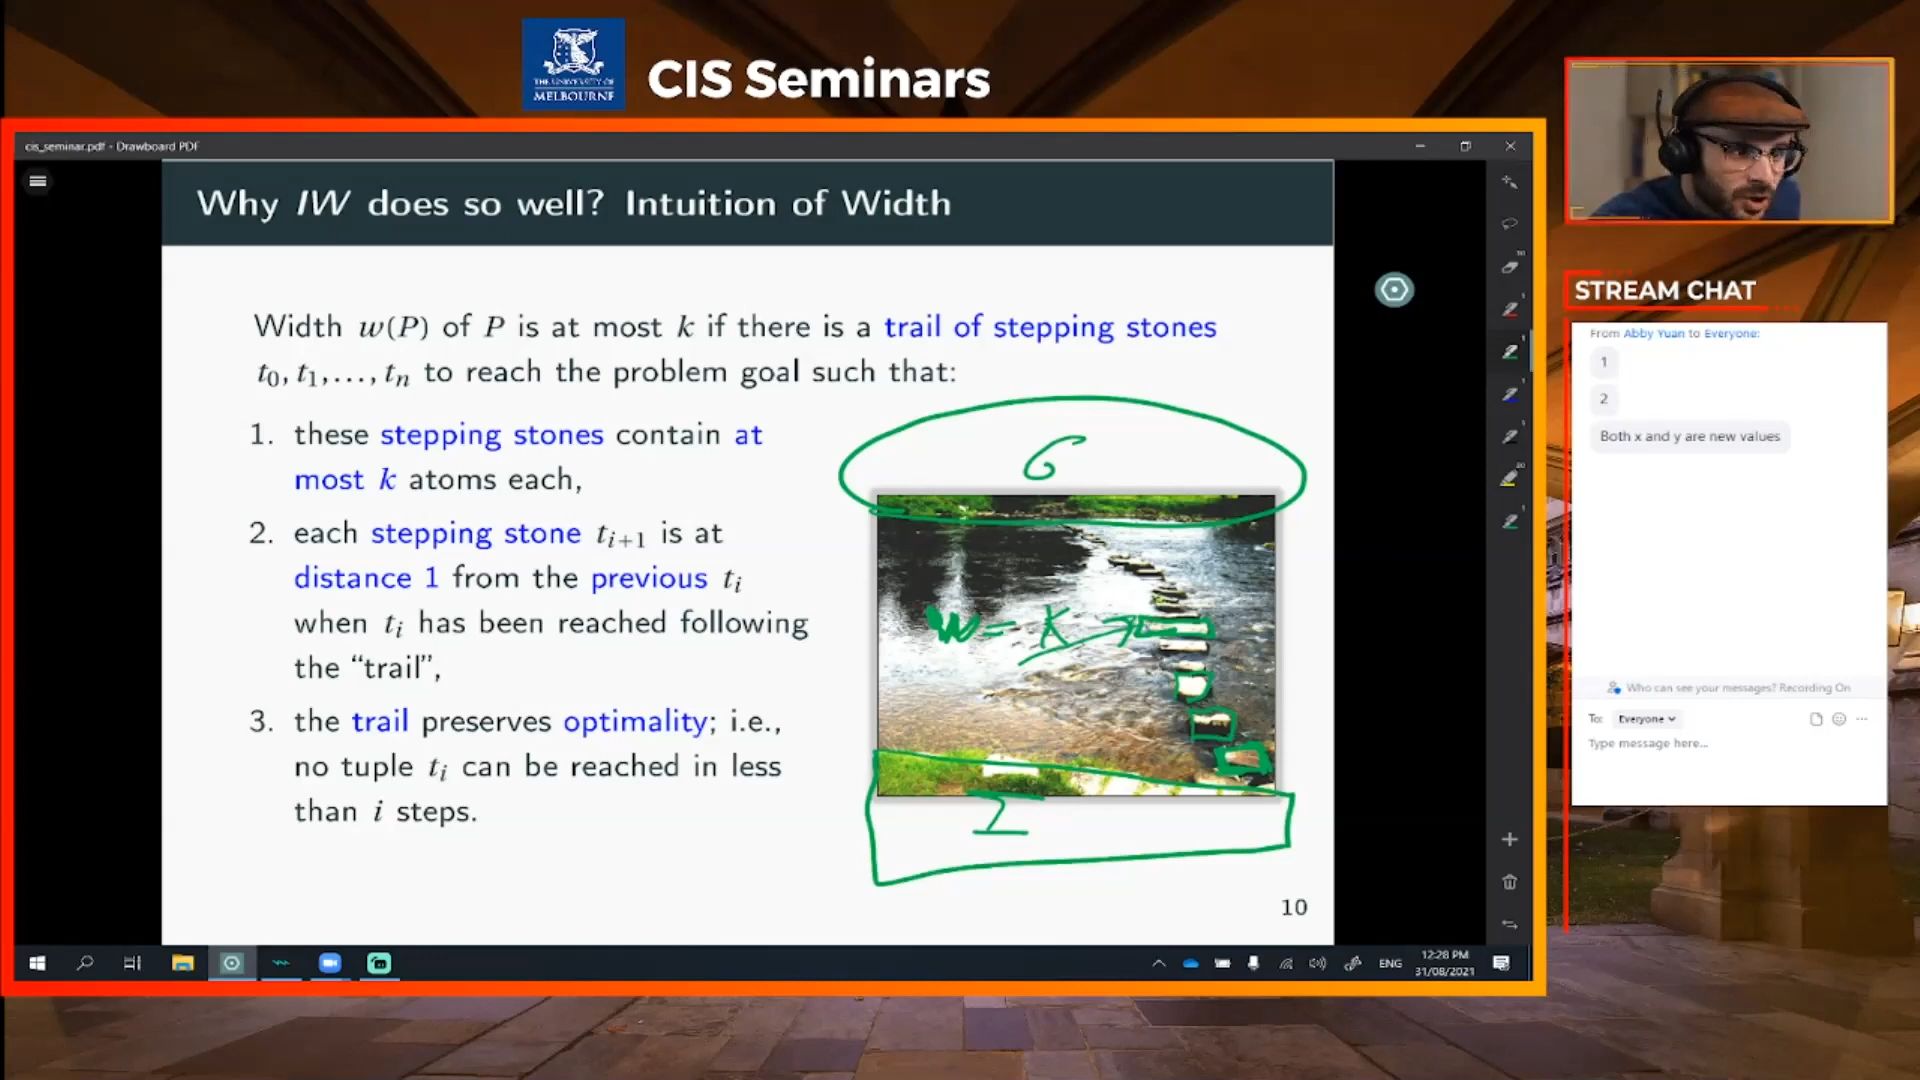 THE UNIVERSITY OF
MELBOURNE
CIS Seminars
cis_seminar.pdf - Drawboard PDF
Why IW does so well? Intuition of Width
Width w(P) of P is at most k if there is a trail of stepping stones
t0, t1, ..., tn to reach the problem goal such that:
1. these stepping stones contain at
most k atoms each,
2. each stepping stone ti+1 is at
distance 1 from the previous ti
when ti has been reached following
the “trail”,
3. the trail preserves optimality; i.e.,
no tuple ti can be reached in less
than i steps.
G
W = K
I
10
STREAM CHAT
From Abby Yuan to Everyone:
1
2
Both x and y are new values
Who can see your messages? Recording On
To: Everyone
Type message here...
ENG
12:28 PM
31/08/2021